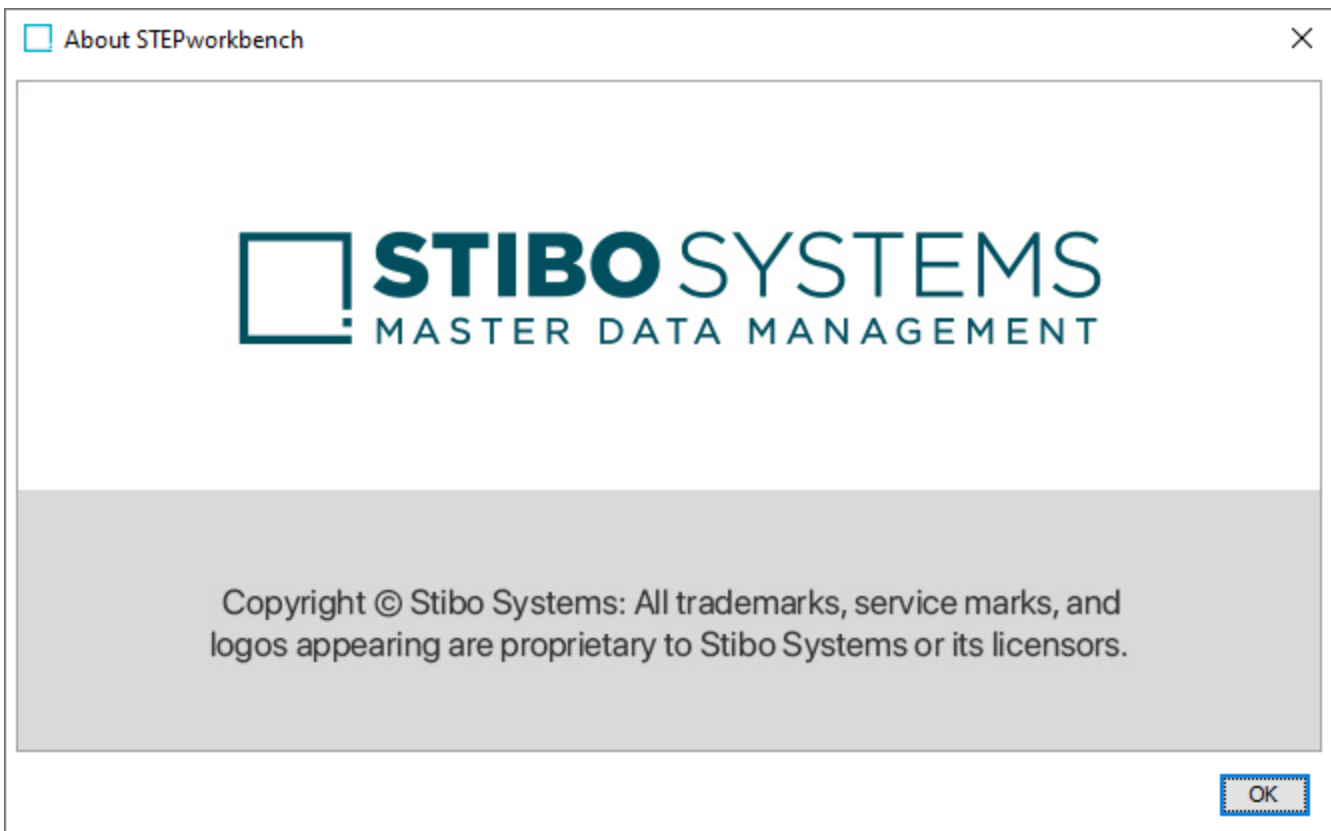 About STEPworkbench
STIBO SYSTEMS
MASTER DATA MANAGEMENT
Copyright © Stibo Systems: All trademarks, service marks, and
logos appearing are proprietary to Stibo Systems or its licensors.
OK